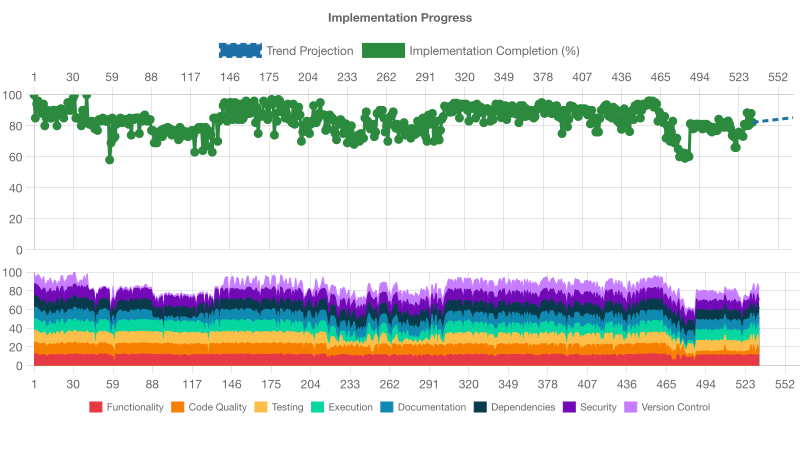 Implementation Progress
Trend Projection Implementation Completion (%)
1 30 59 88 117 146 175 204 233 262 291 320 349 378 407 436 465 494 523 552
100
80
60
40
20
0
100
80
60
40
20
0
1 30 59 88 117 146 175 204 233 262 291 320 349 378 407 436 465 494 523 552
Functionality Code Quality Testing Execution Documentation Dependencies Security Version Control